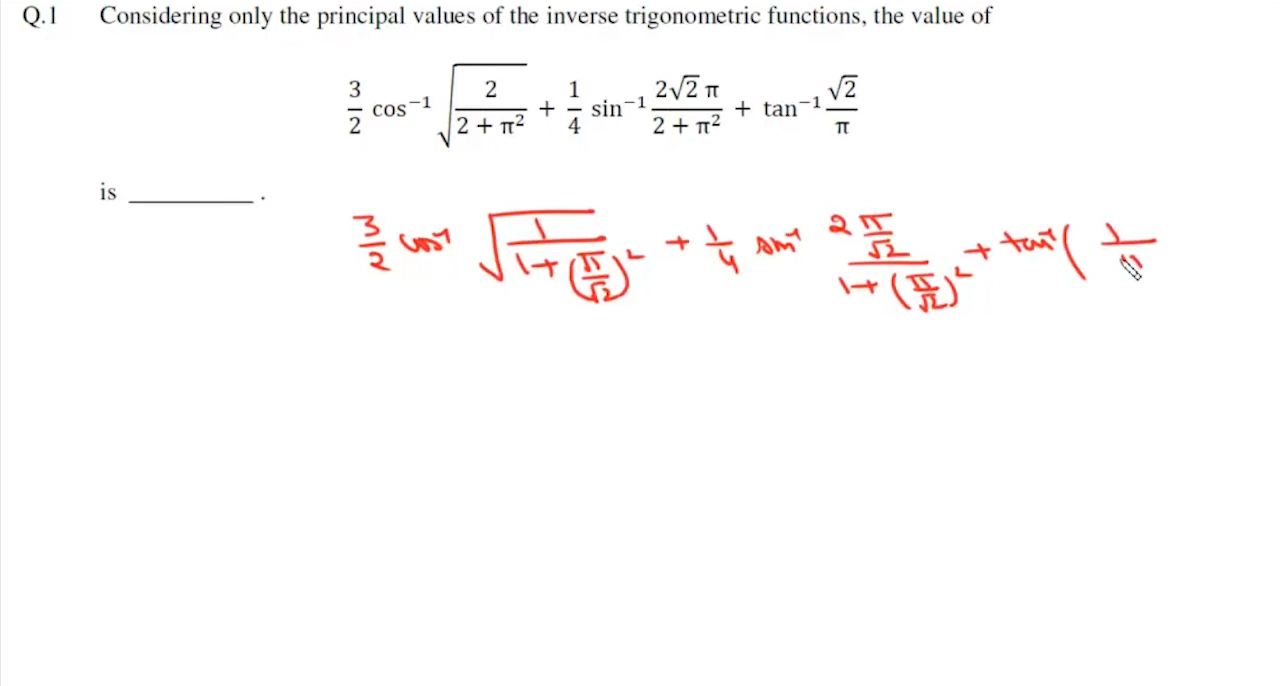 Q.1 Considering only the principal values of the inverse trigonometric functions, the value of
3/2 cos⁻¹ √(2/(2 + π²)) + 1/4 sin⁻¹ (2√2 π)/(2 + π²) + tan⁻¹ √2/π
is ________ .
3/2 cos⁻¹ √(1/(1+(π/√2)²)) + 1/4 sin⁻¹ (2 π/√2)/(1+(π/√2)²) + tan⁻¹( 1/